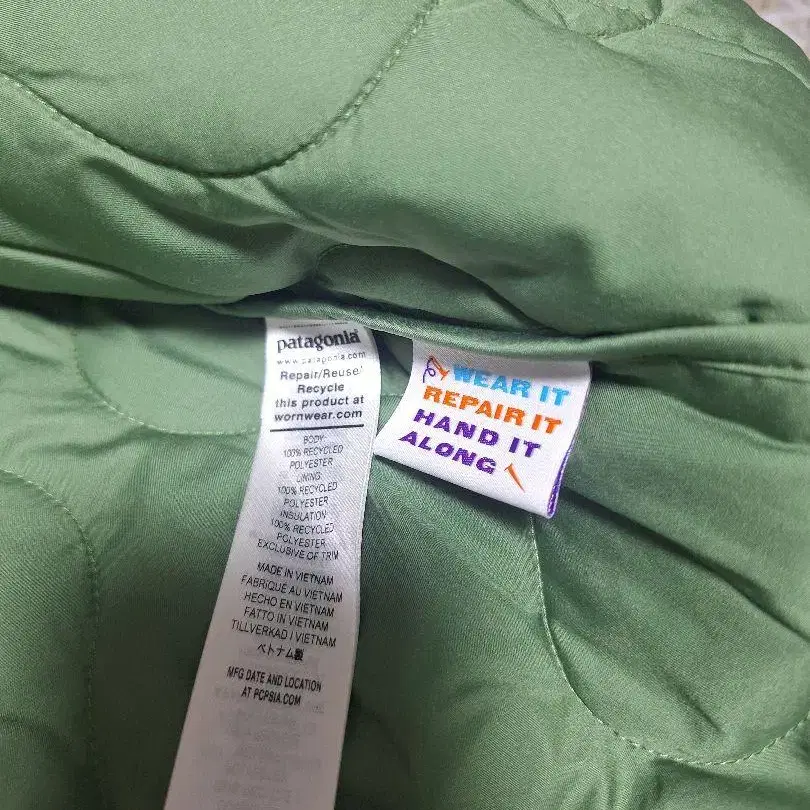 patagonia
www.patagonia.com
Repair/Reuse/
Recycle
this product at
wornwear.com
BODY
100% RECYCLED
POLYESTER
LINING
100% RECYCLED
POLYESTER
INSULATION
100% RECYCLED
POLYESTER
EXCLUSIVE OF TRIM
MADE IN VIETNAM
FABRIQUÉ AU VIETNAM
HECHO EN VIETNAM
FATTO IN VIETNAM
TILLVERKAD I VIETNAM
ベトナム製
MFG DATE AND LOCATION
AT PCPSIA.COM
WEAR IT
REPAIR IT
HAND IT
ALONG